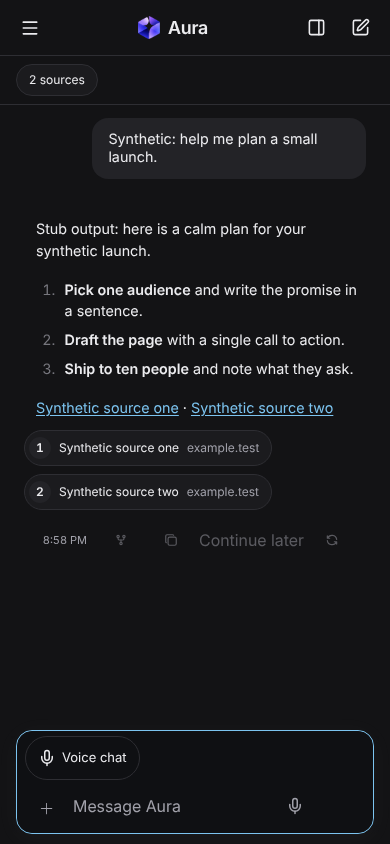 Aura
2 sources
Synthetic: help me plan a small
launch.
Stub output: here is a calm plan for your
synthetic launch.
1. Pick one audience and write the promise in
a sentence.
2. Draft the page with a single call to action.
3. Ship to ten people and note what they ask.
Synthetic source one · Synthetic source two
1 Synthetic source one example.test
2 Synthetic source two example.test
8:58 PM Continue later
Voice chat
Message Aura